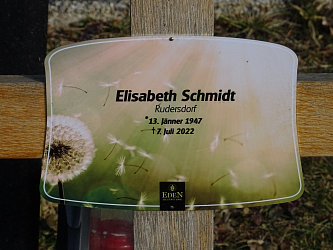 Elisabeth Schmidt
Rudersdorf
*13. Jänner 1947
†7. Juli 2022
EDEN